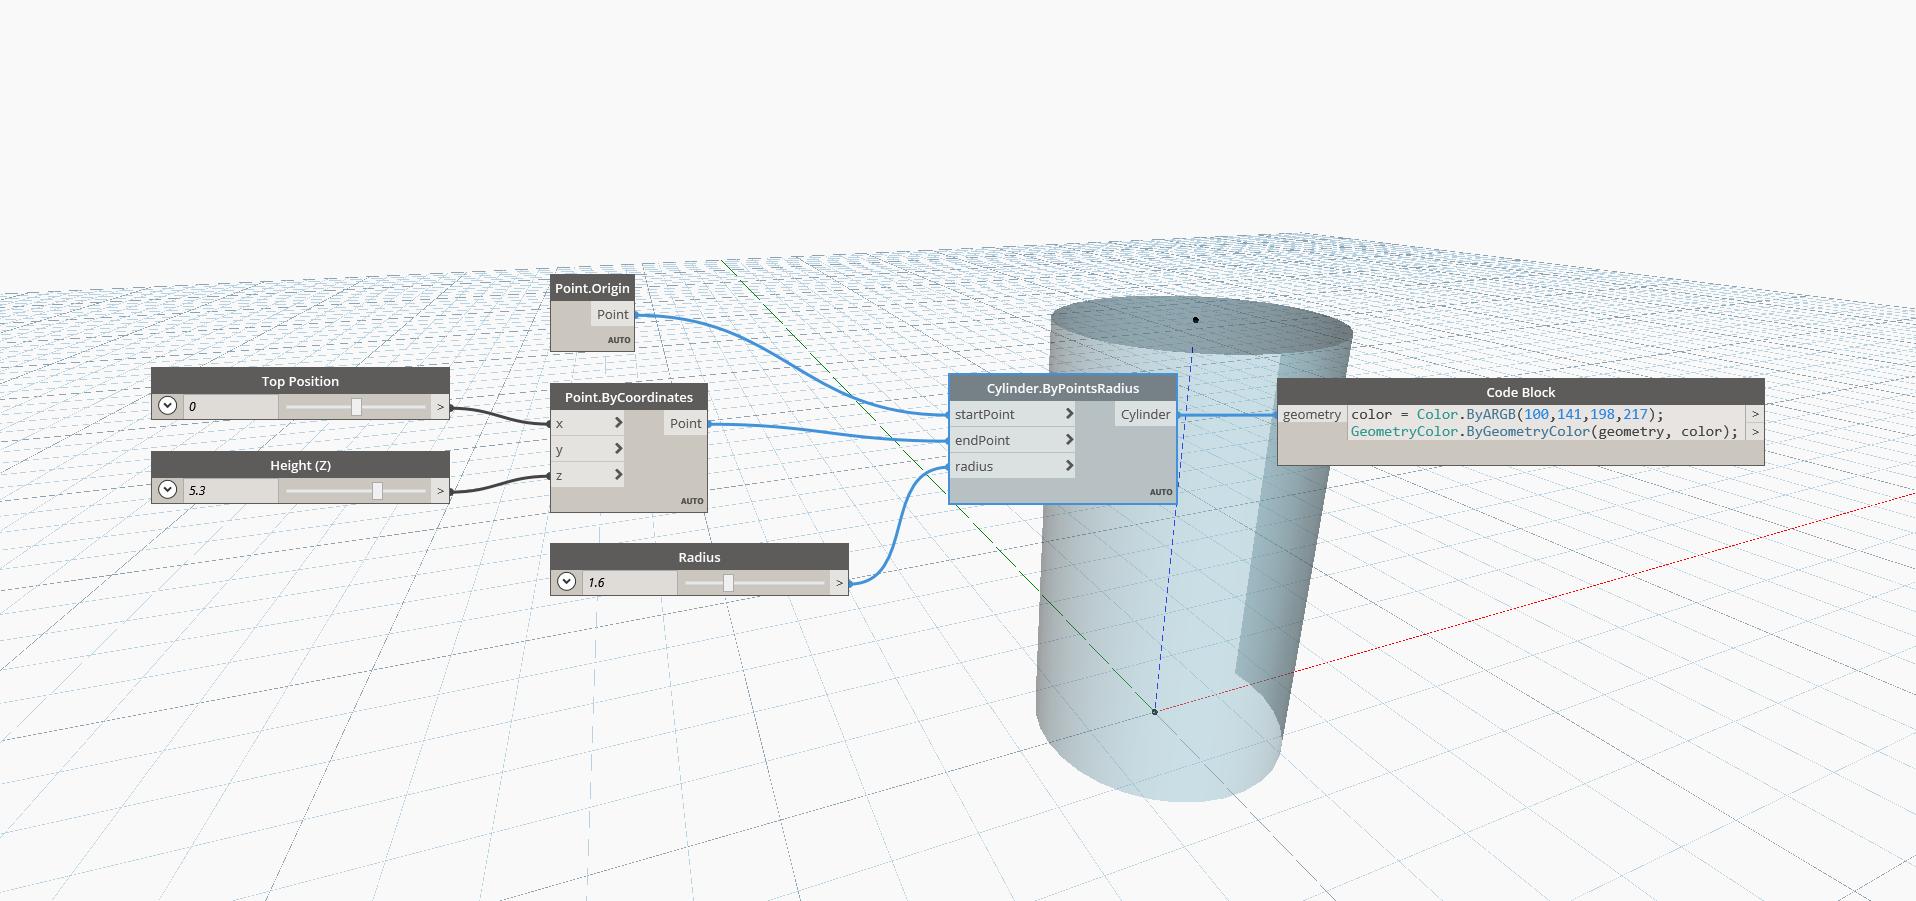 Point.Origin
Point >
AUTO
Top Position
0 >
Height (Z)
5.3 >
Point.ByCoordinates
x > Point
y >
z >
AUTO
Radius
1.6 >
Cylinder.ByPointsRadius
startPoint > Cylinder
endPoint >
radius >
AUTO
Code Block
geometry color = Color.ByARGB(100,141,198,217); >
GeometryColor.ByGeometryColor(geometry, color); >